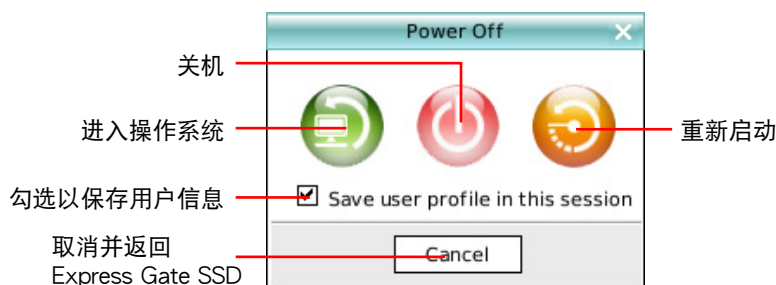 Power Off
关机
进入操作系统
重新启动
勾选以保存用户信息
Save user profile in this session
取消并返回
Express Gate SSD
Cancel